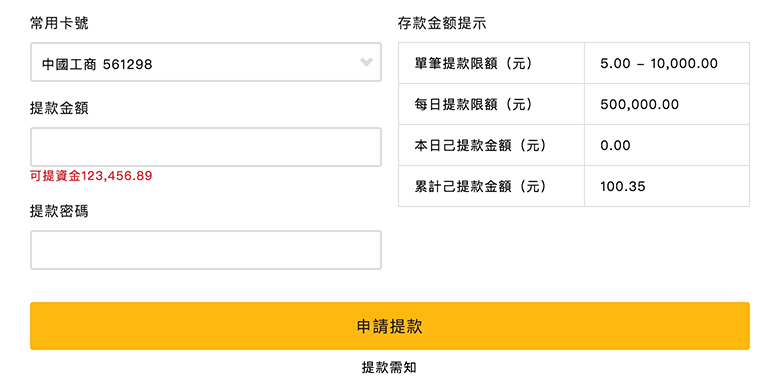 常用卡號
中國工商 561298
提款金額
可提資金123,456.89
提款密碼
存款金额提示
單筆提款限額（元） 5.00 – 10,000.00
每日提款限額（元） 500,000.00
本日己提款金額（元） 0.00
累計己提款金額（元） 100.35
申請提款
提款需知